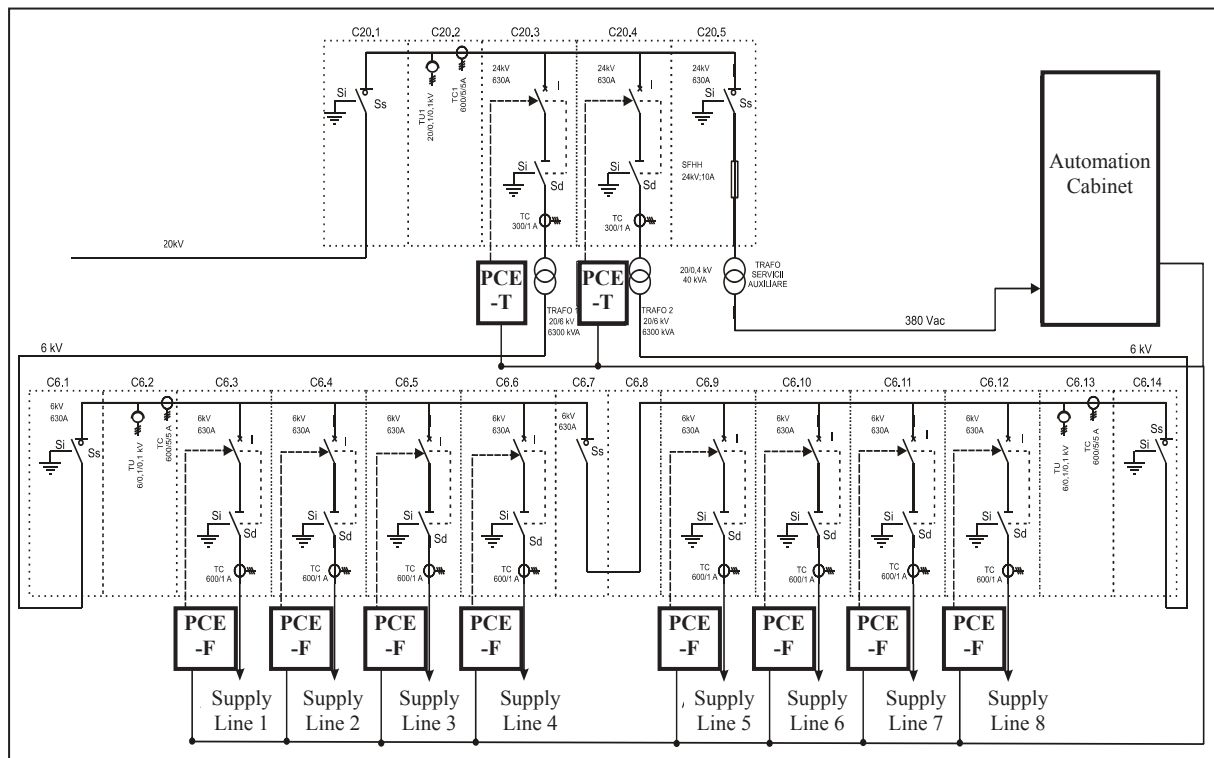 C20.1 C20.2 C20.3 C20.4 C20.5
24kV
630A
24kV
630A
24kV
630A
Si
Ss
TU1
20/0,1/0,1kV
TC1
600/5/5A
I
I
Si
Ss
Si
Sd
Si
Sd
SFHH
24kV;10A
TC
300/1 A
TC
300/1 A
Automation
Cabinet
20kV
PCE
-T
PCE
-T
20/0,4 kV
40 kVA
TRAFO
SERVICII
AUXILIARE
TRAFO 1
20/6 kV
6300 kVA
TRAFO 2
20/6 kV
6300 kVA
380 Vac
6 kV
6 kV
C6.1 C6.2 C6.3 C6.4 C6.5 C6.6 C6.7 C6.8 C6.9 C6.10 C6.11 C6.12 C6.13 C6.14
6kV
630A
6kV
630A
6kV
630A
6kV
630A
6kV
630A
6kV
630A
6kV
630A
6kV
630A
6kV
630A
6kV
630A
6kV
630A
Si
Ss
TU
6/0,1/0,1 kV
TC
600/5/5 A
I
I
I
I
Ss
I
I
I
I
TU
6/0,1/0,1 kV
TC
600/5/5 A
Si
Ss
Si
Sd
Si
Sd
Si
Sd
Si
Sd
Si
Sd
Si
Sd
Si
Sd
Si
Sd
TC
600/1 A
TC
600/1 A
TC
600/1 A
TC
600/1 A
TC
600/1 A
TC
600/1 A
TC
600/1 A
TC
600/1 A
PCE
-F
PCE
-F
PCE
-F
PCE
-F
PCE
-F
PCE
-F
PCE
-F
PCE
-F
Supply
Line 1
Supply
Line 2
Supply
Line 3
Supply
Line 4
Supply
Line 5
Supply
Line 6
Supply
Line 7
Supply
Line 8